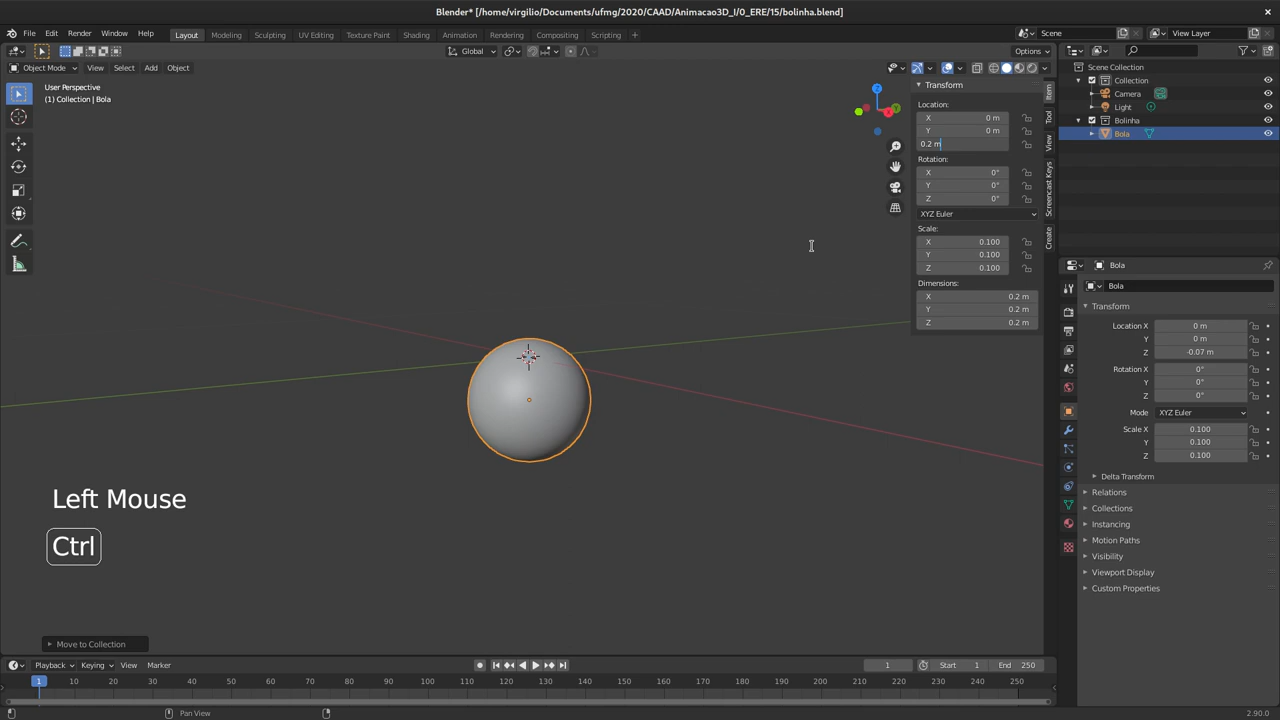 Blender* [/home/virgilio/Documents/ufmg/2020/CAAD/Animacao3D_I/0_ERE/15/bolinha.blend]
File Edit Render Window Help Layout Modeling Sculpting UV Editing Texture Paint Shading Animation Rendering Compositing Scripting Scene View Layer
Global Options
Object Mode View Select Add Object
User Perspective
(1) Collection | Bola
Transform
Location:
X 0 m
Y 0 m
0.2 m
Rotation:
X 0°
Y 0°
Z 0°
XYZ Euler
Scale:
X 0.100
Y 0.100
Z 0.100
Dimensions:
X 0.2 m
Y 0.2 m
Z 0.2 m
Item
Tool
View
Screencast Keys
Create
X
Y
Z
Scene Collection
Collection
Camera
Light
Bolinha
Bola
Bola
Bola
Transform
Location X 0 m
Y 0 m
Z -0.07 m
Rotation X 0°
Y 0°
Z 0°
Mode XYZ Euler
Scale X 0.100
Y 0.100
Z 0.100
Delta Transform
Relations
Collections
Instancing
Motion Paths
Visibility
Viewport Display
Custom Properties
Left Mouse
Ctrl
Move to Collection
Playback Keying View Marker 1 Start 1 End 250
1 10 20 30 40 50 60 70 80 90 100 110 120 130 140 150 160 170 180 190 200 210 220 230 240 250
Pan View 2.90.0